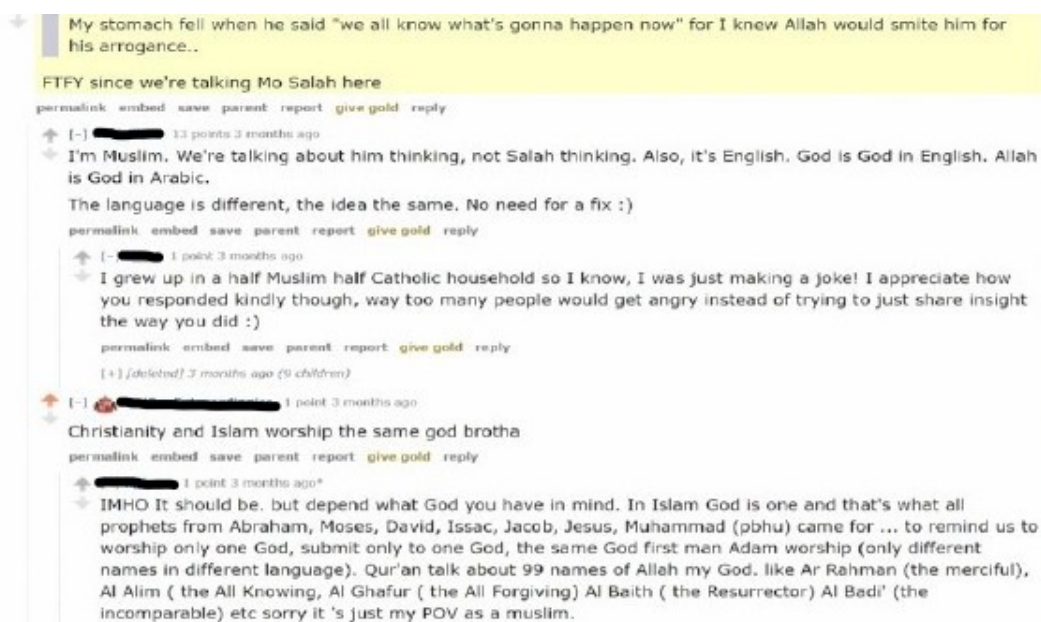 My stomach fell when he said "we all know what's gonna happen now" for I knew Allah would smite him for
his arrogance..
FTFY since we're talking Mo Salah here
permalink embed save parent report give gold reply
[-] 13 points 3 months ago
I'm Muslim. We're talking about him thinking, not Salah thinking. Also, it's English. God is God in English. Allah
is God in Arabic.
The language is different, the idea the same. No need for a fix :)
permalink embed save parent report give gold reply
[-] 1 point 3 months ago
I grew up in a half Muslim half Catholic household so I know, I was just making a joke! I appreciate how
you responded kindly though, way too many people would get angry instead of trying to just share insight
the way you did :)
permalink embed save parent report give gold reply
[+] [deleted] 3 months ago (9 children)
[-] 1 point 3 months ago
Christianity and Islam worship the same god brotha
permalink embed save parent report give gold reply
1 point 3 months ago*
IMHO It should be. but depend what God you have in mind. In Islam God is one and that's what all
prophets from Abraham, Moses, David, Issac, Jacob, Jesus, Muhammad (pbhu) came for ... to remind us to
worship only one God, submit only to one God, the same God first man Adam worship (only different
names in different language). Qur'an talk about 99 names of Allah my God. like Ar Rahman (the merciful),
Al Alim ( the All Knowing, Al Ghafur ( the All Forgiving) Al Baith ( the Resurrector) Al Badi' (the
incomparable) etc sorry it 's just my POV as a muslim.